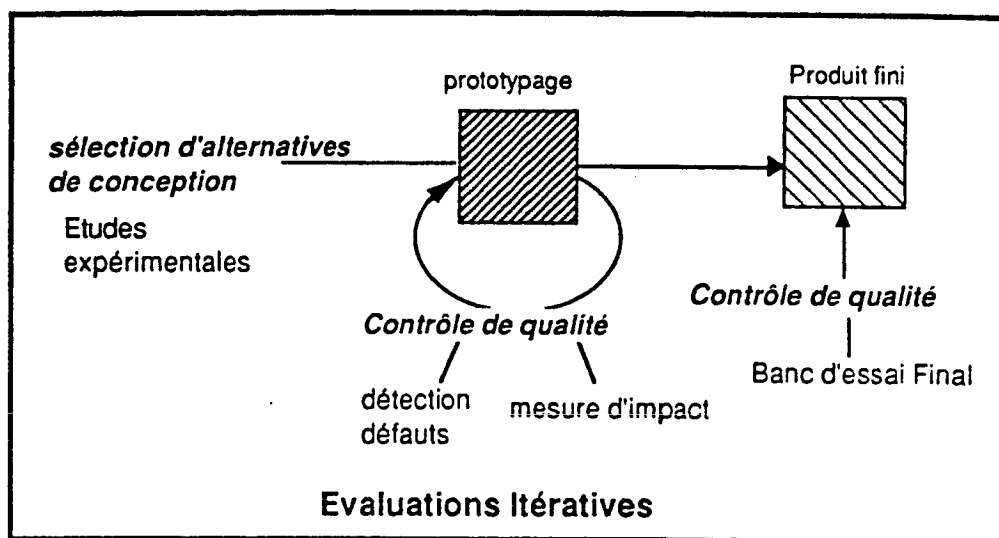 prototypage
Produit fini
sélection d'alternatives
de conception
Etudes
expérimentales
Contrôle de qualité
détection
défauts
mesure d'impact
Contrôle de qualité
Banc d'essai Final
Evaluations Itératives